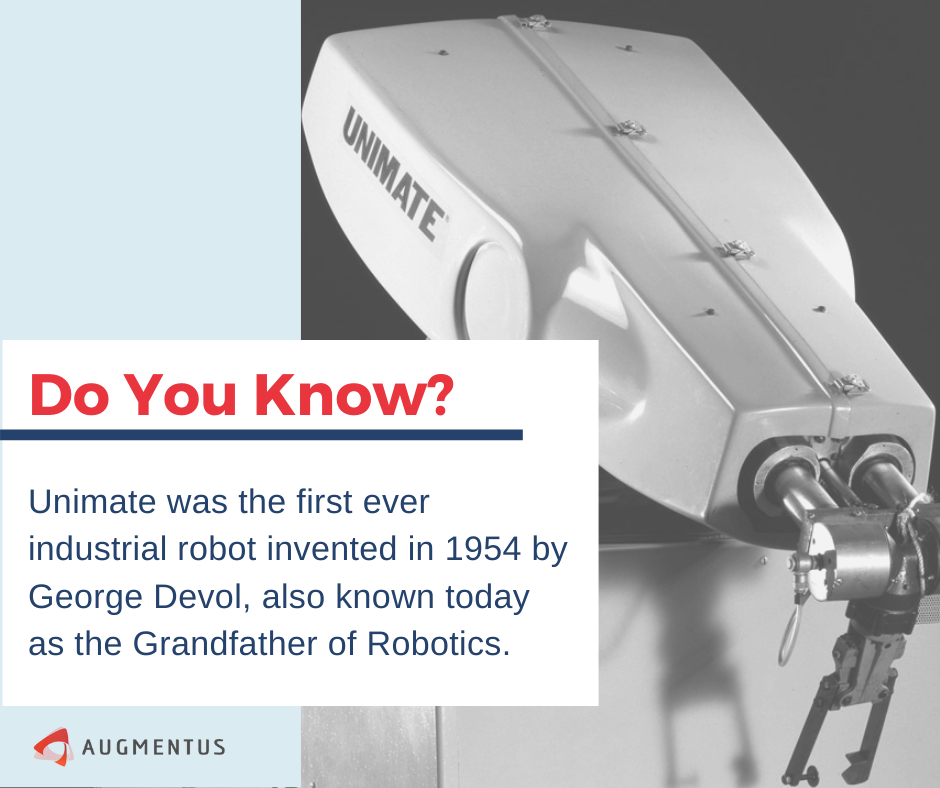 UNIMATE
Do You Know?
Unimate was the first ever
industrial robot invented in 1954 by
George Devol, also known today
as the Grandfather of Robotics.
AUGMENTUS